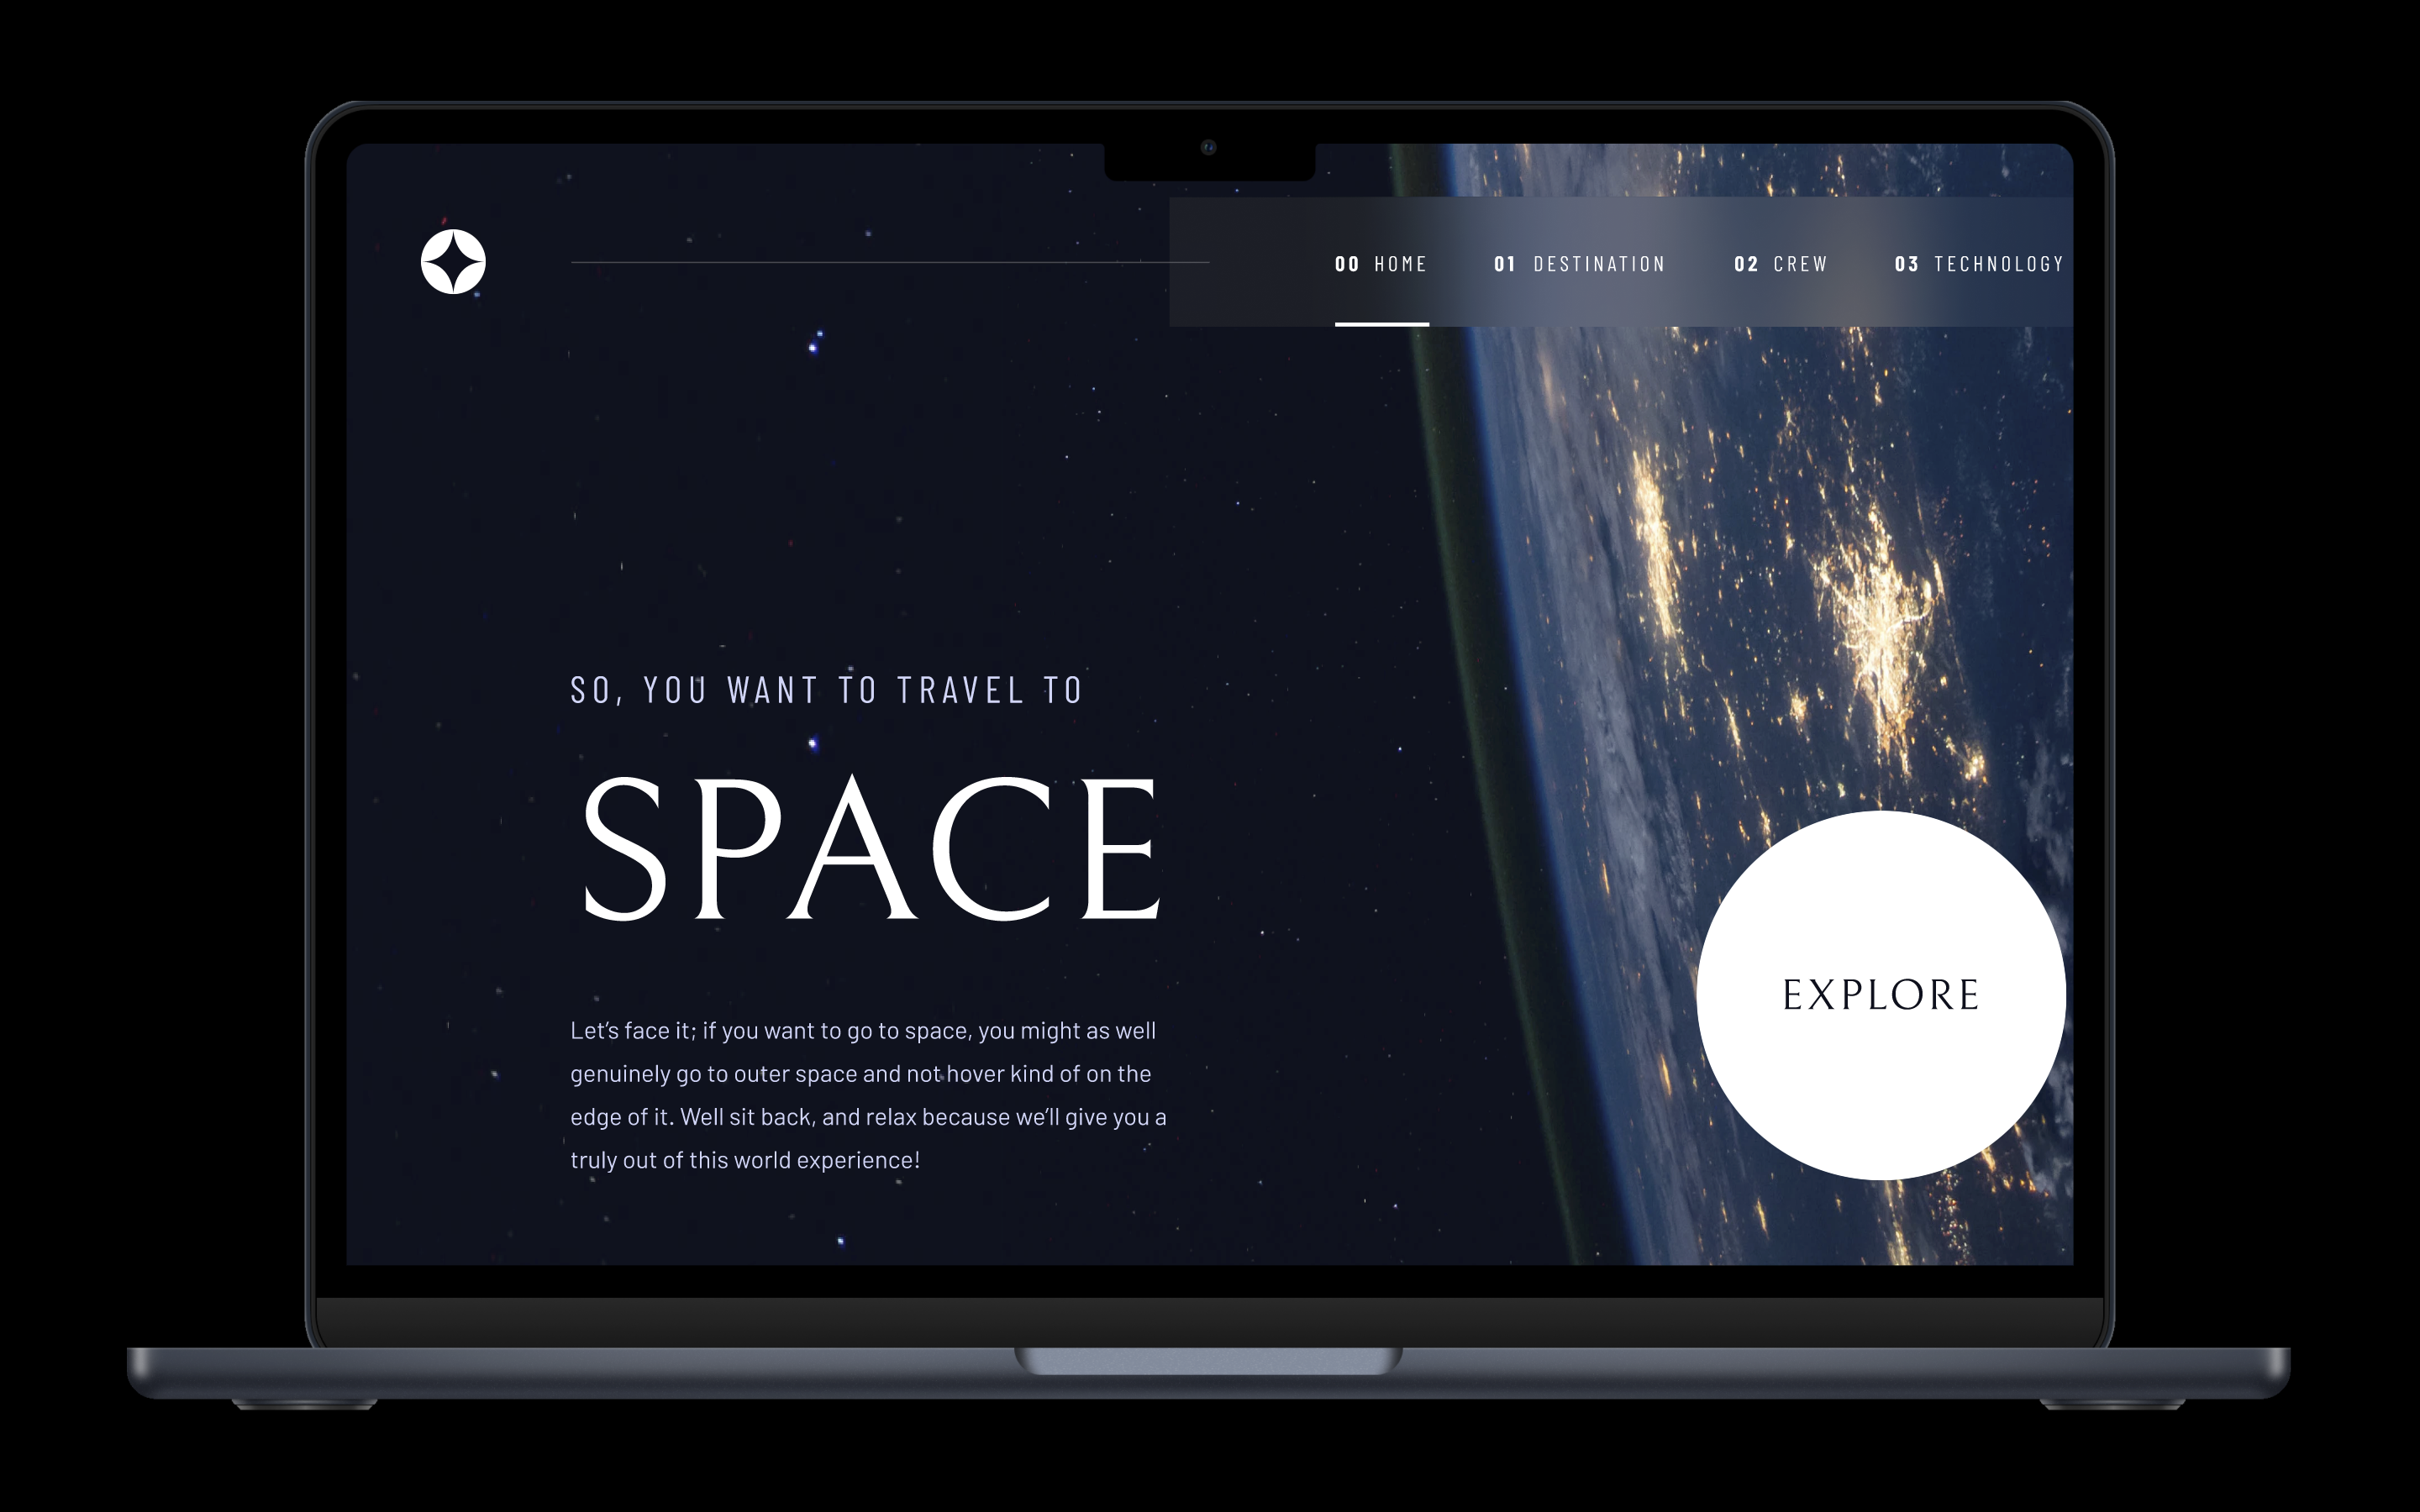 00 HOME 01 DESTINATION 02 CREW 03 TECHNOLOGY
SO, YOU WANT TO TRAVEL TO
SPACE
Let’s face it; if you want to go to space, you might as well
genuinely go to outer space and not hover kind of on the
edge of it. Well sit back, and relax because we’ll give you a
truly out of this world experience!
EXPLORE